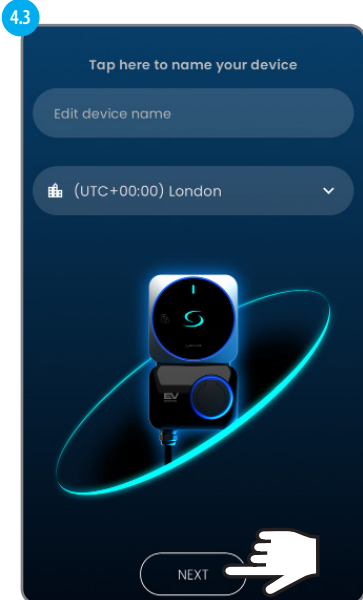 4.3
Tap here to name your device
Edit device name
(UTC+00:00) London
EV
NEXT